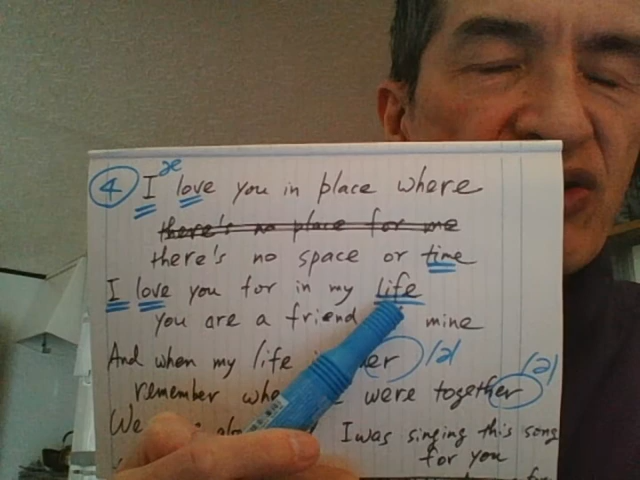 4 I love you in place where
there's no place for me
there's no space or time
I love you for in my life
you are a friend mine
And when my life
remember were together
We I was singing this song
for you